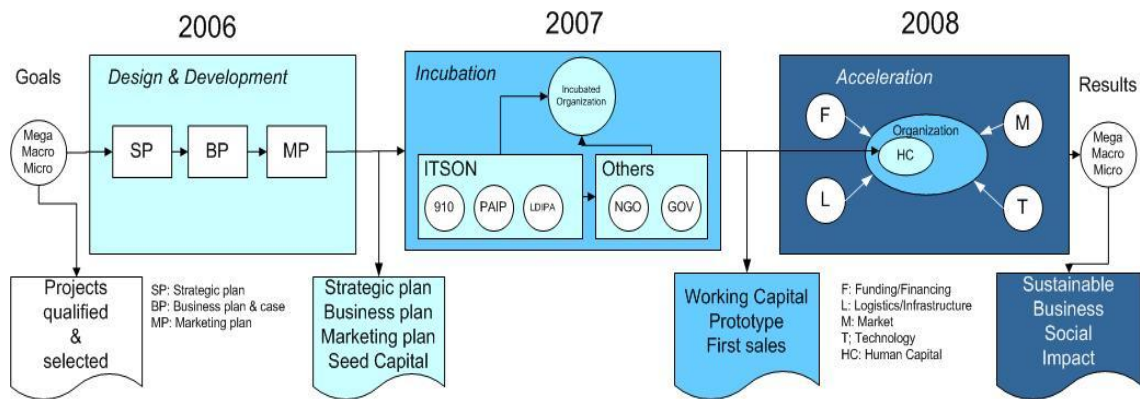 2006
2007
2008
Goals
Design & Development
Incubation
Acceleration
Results
Mega
Macro
Micro
SP
BP
MP
Incubated
Organization
ITSON
910
PAIP
LDIPA
Others
NGO
GOV
F
M
Organization
HC
L
T
Mega
Macro
Micro
Projects
qualified
&
selected
SP: Strategic plan
BP: Business plan & case
MP: Marketing plan
Strategic plan
Business plan
Marketing plan
Seed Capital
Working Capital
Prototype
First sales
F: Funding/Financing
L: Logistics/Infrastructure
M: Market
T; Technology
HC: Human Capital
Sustainable
Business
Social
Impact